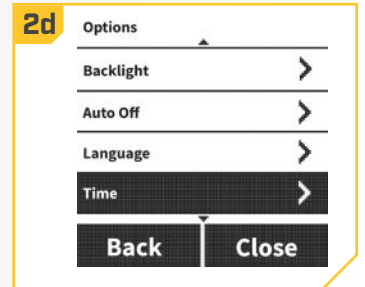 2d
Options
Backlight
Auto Off
Language
Time
Back Close